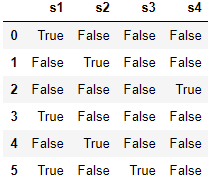 s1 s2 s3 s4
0 True False False False
1 False True False False
2 False False False True
3 True False False False
4 False True False False
5 True False True False